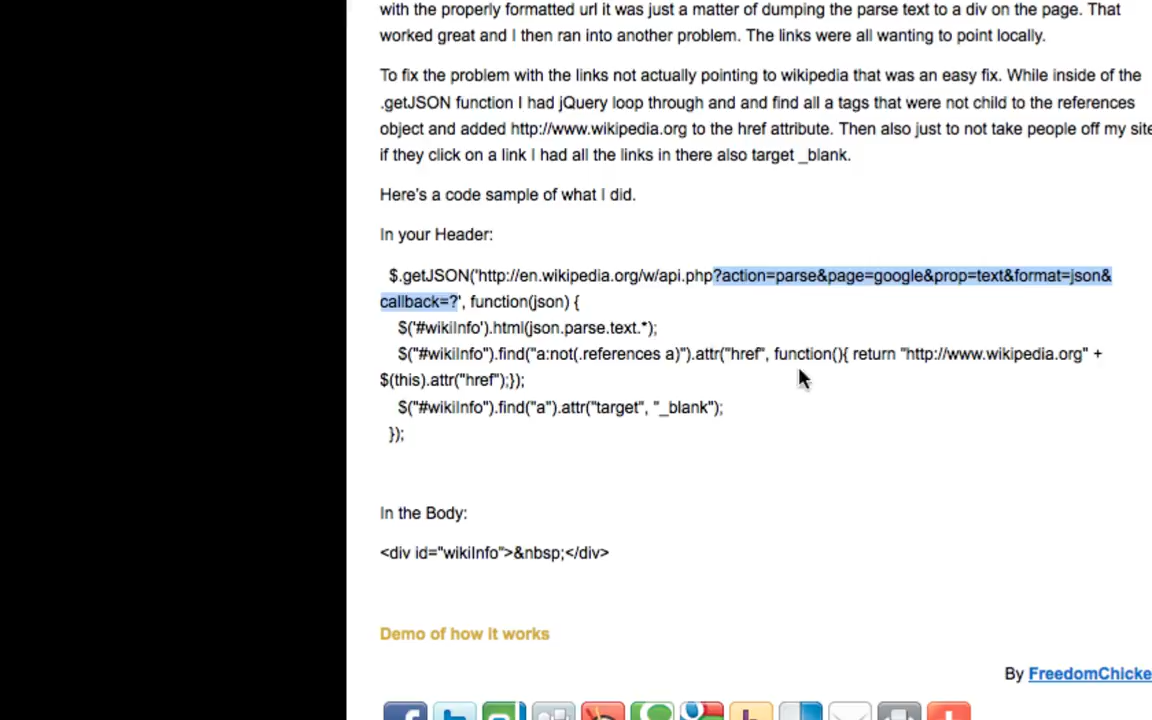 with the properly formatted url it was just a matter of dumping the parse text to a div on the page. That
worked great and I then ran into another problem. The links were all wanting to point locally.
To fix the problem with the links not actually pointing to wikipedia that was an easy fix. While inside of the
.getJSON function I had jQuery loop through and and find all a tags that were not child to the references
object and added http://www.wikipedia.org to the href attribute. Then also just to not take people off my site
if they click on a link I had all the links in there also target _blank.
Here's a code sample of what I did.
In your Header:
$.getJSON('http://en.wikipedia.org/w/api.php?action=parse&page=google&prop=text&format=json&
callback=?', function(json) {
$('#wikiInfo').html(json.parse.text.*);
$("#wikiInfo").find("a:not(.references a)").attr("href", function(){ return "http://www.wikipedia.org" +
$(this).attr("href");});
$("#wikiInfo").find("a").attr("target", "_blank");
});
In the Body:
<div id="wikiInfo">&nbsp;</div>
Demo of how it works
By FreedomChicke